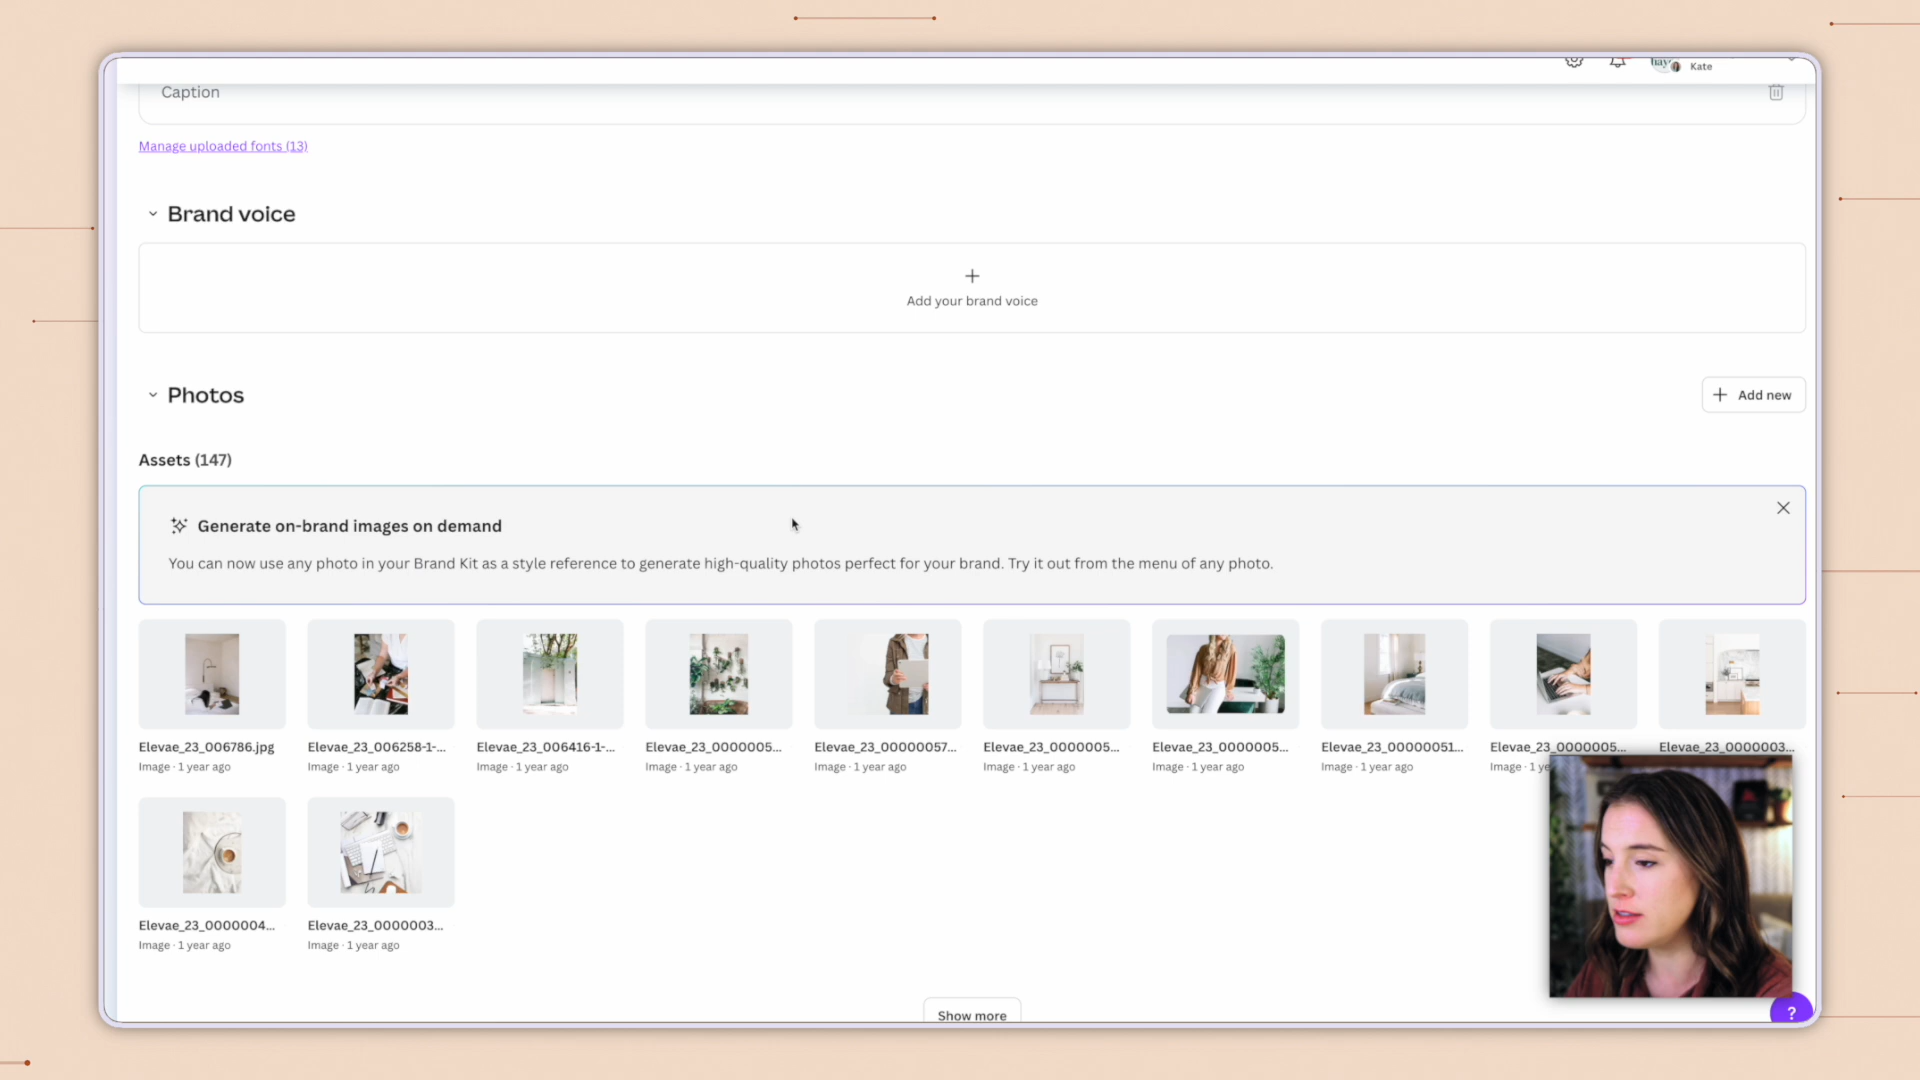 Kate
Caption
Manage uploaded fonts (13)
Brand voice
Add your brand voice
Photos
Add new
Assets (147)
Generate on-brand images on demand
You can now use any photo in your Brand Kit as a style reference to generate high-quality photos perfect for your brand. Try it out from the menu of any photo.
Elevae_23_006786.jpg Elevae_23_006258-1-... Elevae_23_006416-1-... Elevae_23_0000005... Elevae_23_00000057... Elevae_23_0000005... Elevae_23_0000005... Elevae_23_00000051... Elevae_23_0000005... Elevae_23_0000003...
Image · 1 year ago Image · 1 year ago Image · 1 year ago Image · 1 year ago Image · 1 year ago Image · 1 year ago Image · 1 year ago Image · 1 year ago Image · 1 ye
Elevae_23_0000004... Elevae_23_0000003...
Image · 1 year ago Image · 1 year ago
Show more
?